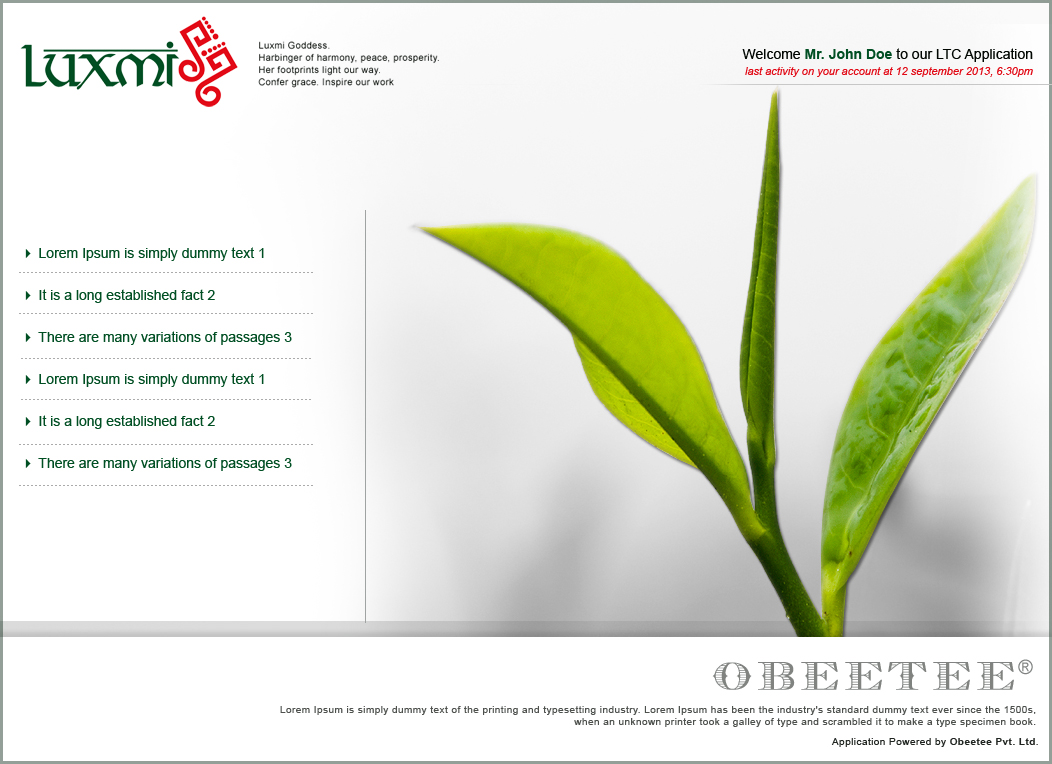 LUXMI
Luxmi Goddess.
Harbinger of harmony, peace, prosperity.
Her footprints light our way.
Confer grace. Inspire our work
Welcome Mr. John Doe to our LTC Application
last activity on your account at 12 september 2013, 6:30pm
Lorem Ipsum is simply dummy text 1
It is a long established fact 2
There are many variations of passages 3
Lorem Ipsum is simply dummy text 1
It is a long established fact 2
There are many variations of passages 3
OBEETEE®
Lorem Ipsum is simply dummy text of the printing and typesetting industry. Lorem Ipsum has been the industry's standard dummy text ever since the 1500s,
when an unknown printer took a galley of type and scrambled it to make a type specimen book.
Application Powered by Obeetee Pvt. Ltd.